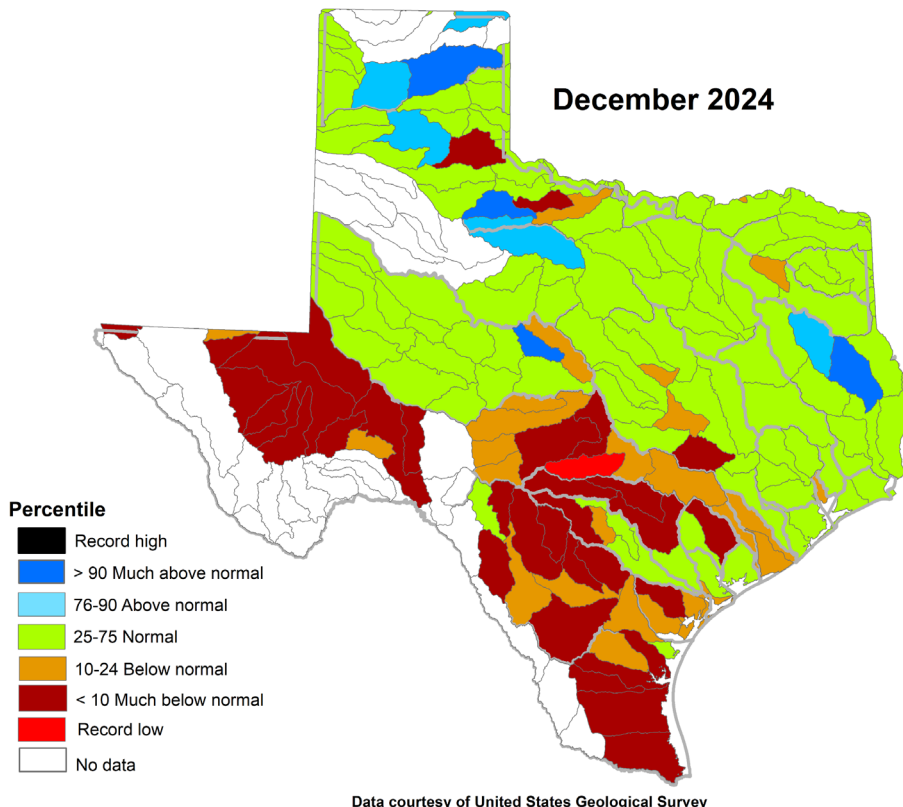 December 2024
Percentile
Record high
> 90 Much above normal
76-90 Above normal
25-75 Normal
10-24 Below normal
< 10 Much below normal
Record low
No data
Data courtesy of United States Geological Survey